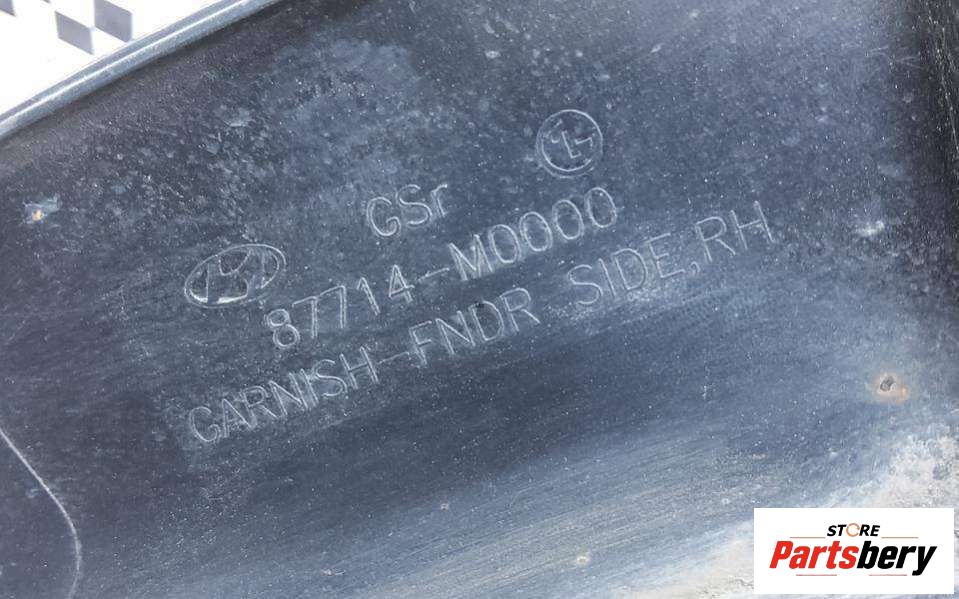 GSr
87714-M0000
GARNISH-FNDR SIDE,RH
STORE
Partsbery